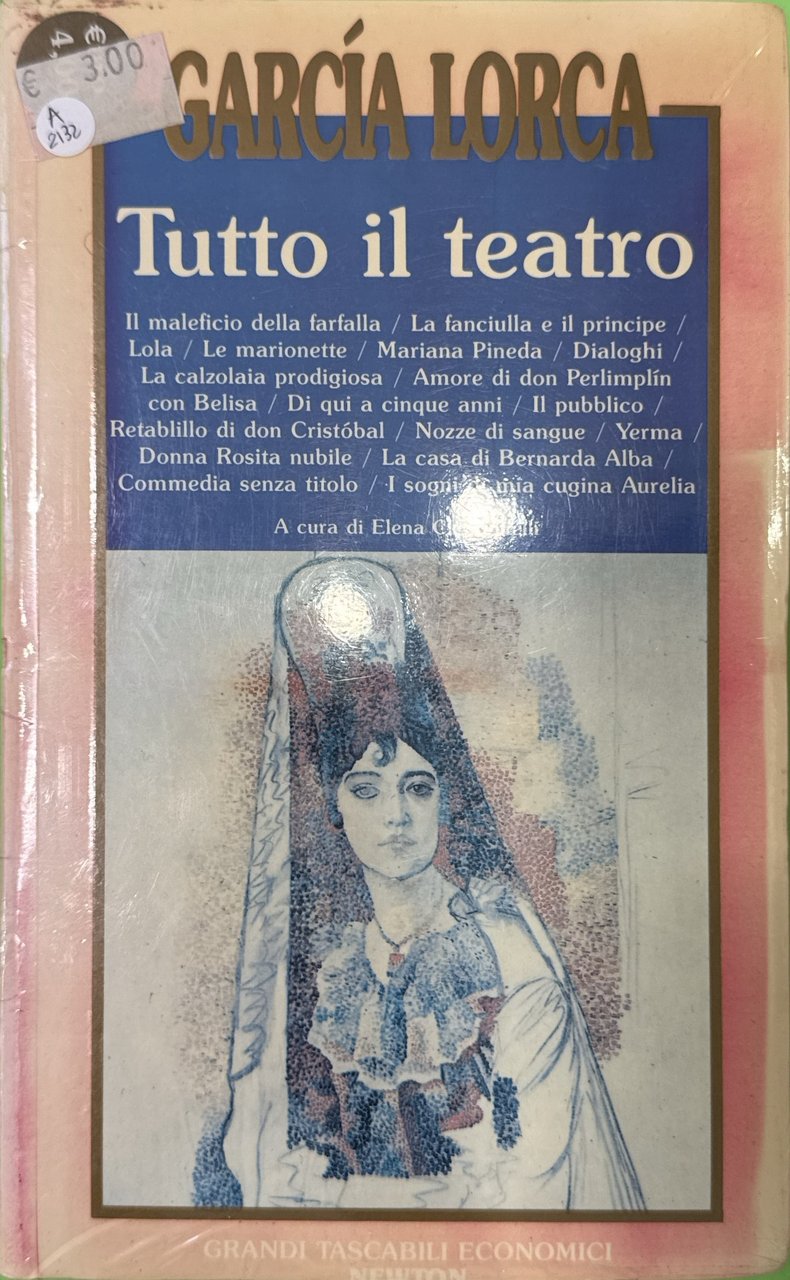 € 4,
€ 3.00
A
2132
GARCÍA LORCA
Tutto il teatro
Il maleficio della farfalla / La fanciulla e il principe /
Lola / Le marionette / Mariana Pineda / Dialoghi /
La calzolaia prodigiosa / Amore di don Perlimplín
con Belisa / Di qui a cinque anni / Il pubblico /
Retablillo di don Cristóbal / Nozze di sangue / Yerma /
Donna Rosita nubile / La casa di Bernarda Alba /
Commedia senza titolo / I sogni di mia cugina Aurelia
A cura di Elena
GRANDI TASCABILI ECONOMICI
NEWTON